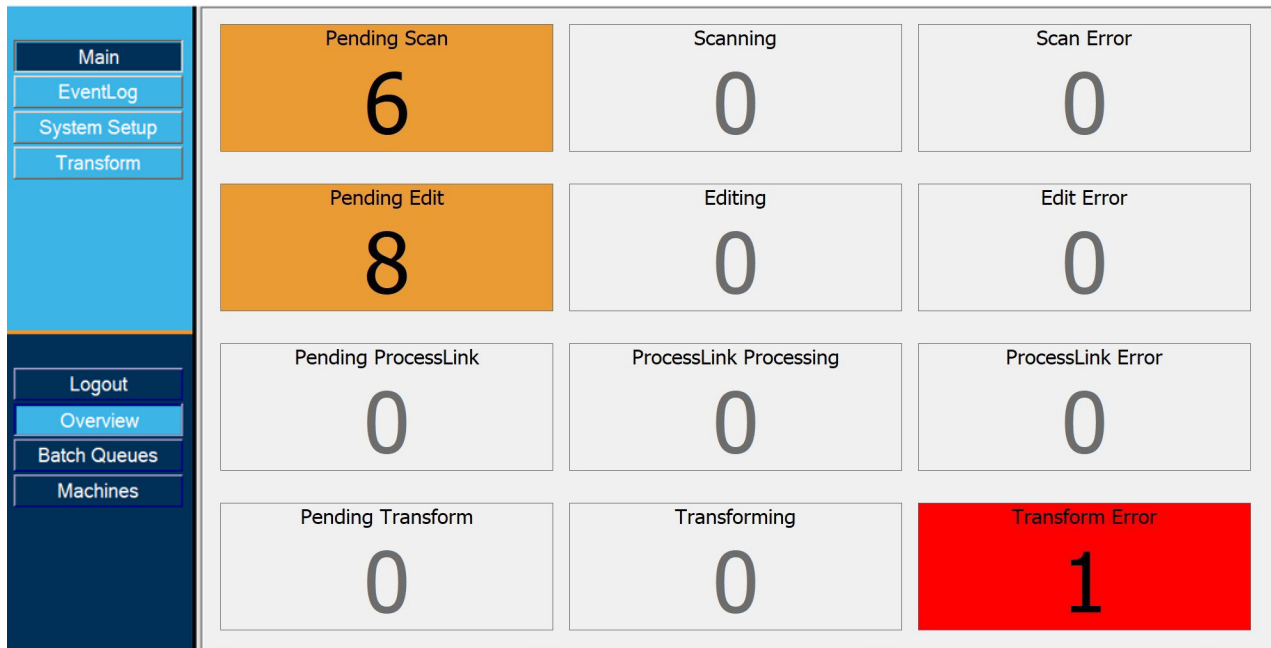 Main
EventLog
System Setup
Transform
Logout
Overview
Batch Queues
Machines
Pending Scan
6
Scanning
0
Scan Error
0
Pending Edit
8
Editing
0
Edit Error
0
Pending ProcessLink
0
ProcessLink Processing
0
ProcessLink Error
0
Pending Transform
0
Transforming
0
Transform Error
1